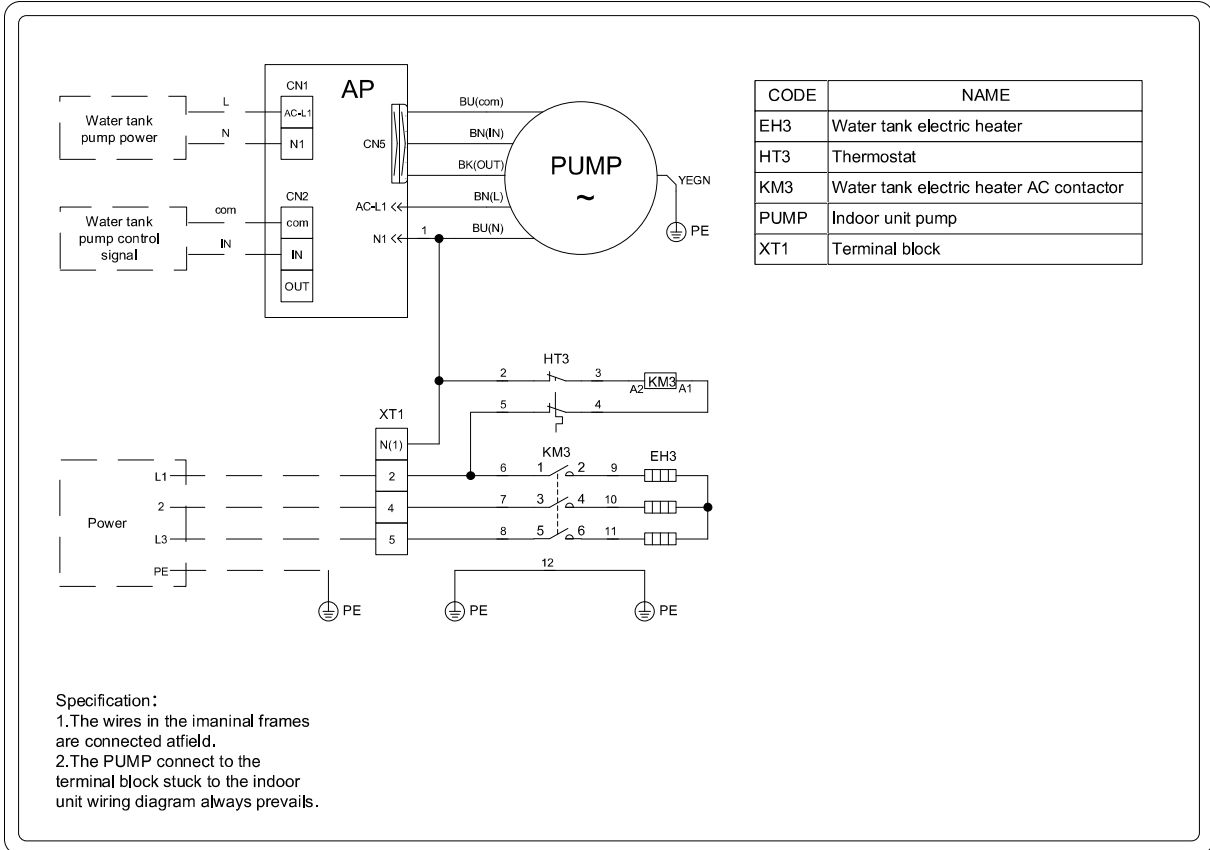 CN1
AP
AC-L1
N1
L
N
Water tank
pump power
CN5
BU(com)
BN(IN)
BK(OUT)
BN(L)
BU(N)
PUMP
~
YEGN
PE
CN2
com
IN
OUT
com
IN
Water tank
pump control
signal
AC-L1
N1
1
CODE NAME
EH3 Water tank electric heater
HT3 Thermostat
KM3 Water tank electric heater AC contactor
PUMP Indoor unit pump
XT1 Terminal block
HT3
2 3 A2 KM3 A1
5 4
XT1
N(1)
2
4
5
KM3
EH3
6 1 2 9
7 3 4 10
8 5 6 11
12
Power
L1
2
L3
PE
PE
PE
PE
Specification:
1.The wires in the imaninal frames
are connected atfield.
2.The PUMP connect to the
terminal block stuck to the indoor
unit wiring diagram always prevails.